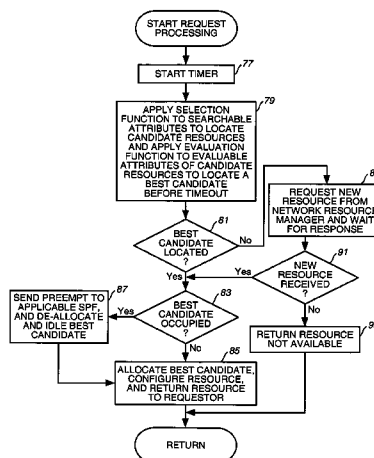 START REQUEST
PROCESSING
77
START TIMER
79
APPLY SELECTION
FUNCTION TO SEARCHABLE
ATTRIBUTES TO LOCATE
CANDIDATE RESOURCES
AND APPLY EVALUATION
FUNCTION TO EVALUABLE
ATTRIBUTES OF CANDIDATE
RESOURCES TO LOCATE A
BEST CANDIDATE
BEFORE TIMEOUT
REQUEST NEW
RESOURCE FROM
NETWORK RESOURCE
MANAGER AND WAIT
FOR RESPONSE
81
BEST
CANDIDATE
LOCATED
?
No
Yes
91
NEW
RESOURCE
RECEIVED
?
Yes
No
83
BEST
CANDIDATE
OCCUPIED
?
Yes
No
87
SEND PREEMPT TO
APPLICABLE SPF,
AND DE-ALLOCATE
AND IDLE BEST
CANDIDATE
RETURN RESOURCE
NOT AVAILABLE
85
ALLOCATE BEST CANDIDATE,
CONFIGURE RESOURCE,
AND RETURN RESOURCE
TO REQUESTOR
RETURN